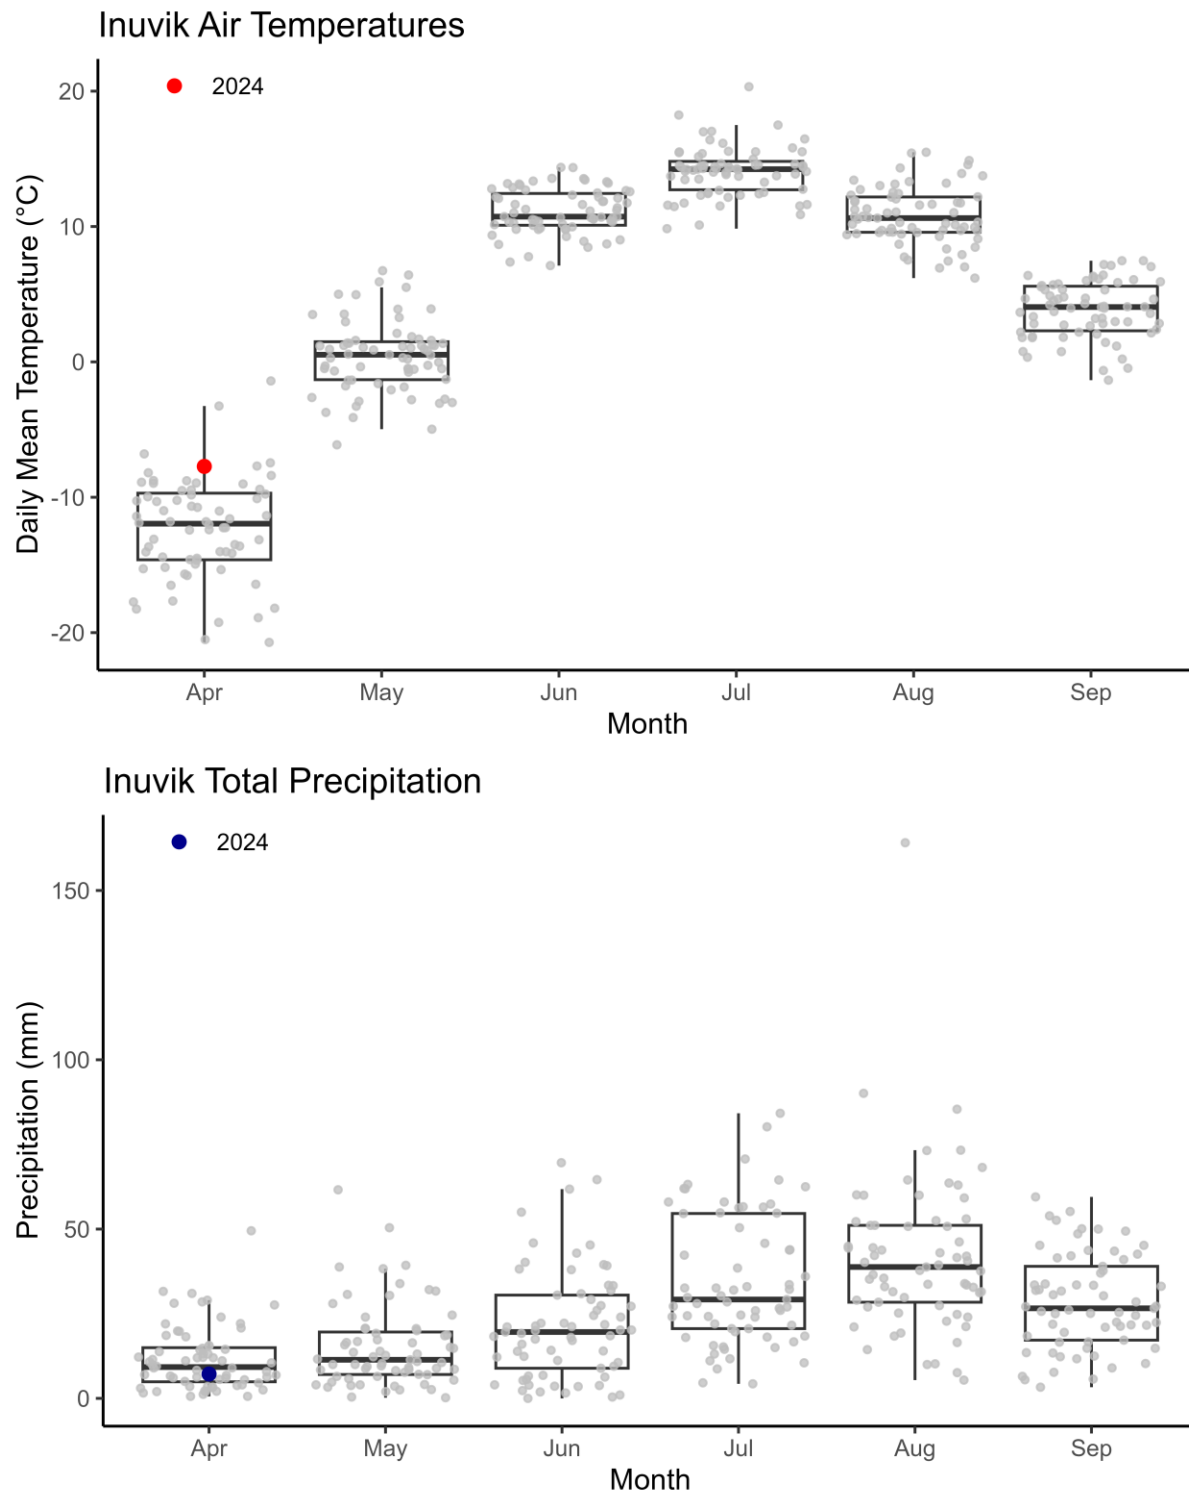 Inuvik Air Temperatures
2024
Daily Mean Temperature (°C)
20
10
0
-10
-20
Apr May Jun Jul Aug Sep
Month
Inuvik Total Precipitation
2024
Precipitation (mm)
150
100
50
0
Apr May Jun Jul Aug Sep
Month